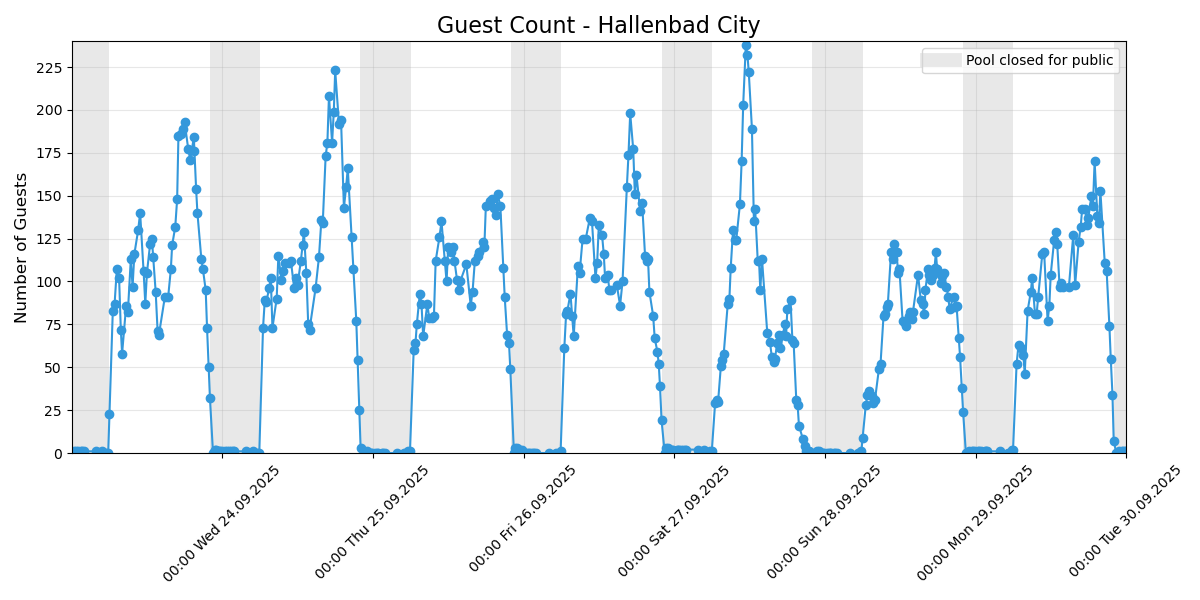 Guest Count - Hallenbad City
Pool closed for public
Number of Guests
225
200
175
150
125
100
75
50
25
0
00:00 Wed 24.09.2025
00:00 Thu 25.09.2025
00:00 Fri 26.09.2025
00:00 Sat 27.09.2025
00:00 Sun 28.09.2025
00:00 Mon 29.09.2025
00:00 Tue 30.09.2025